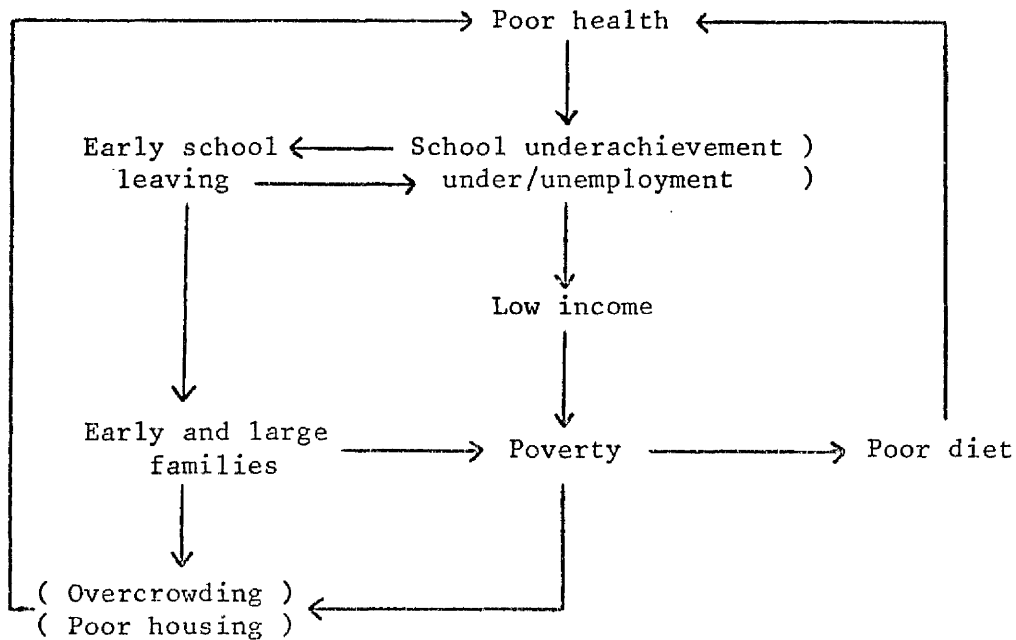 Poor health
Early school School underachievement )
leaving under/unemployment )
Low income
Early and large
families
Poverty
Poor diet
( Overcrowding )
( Poor housing )